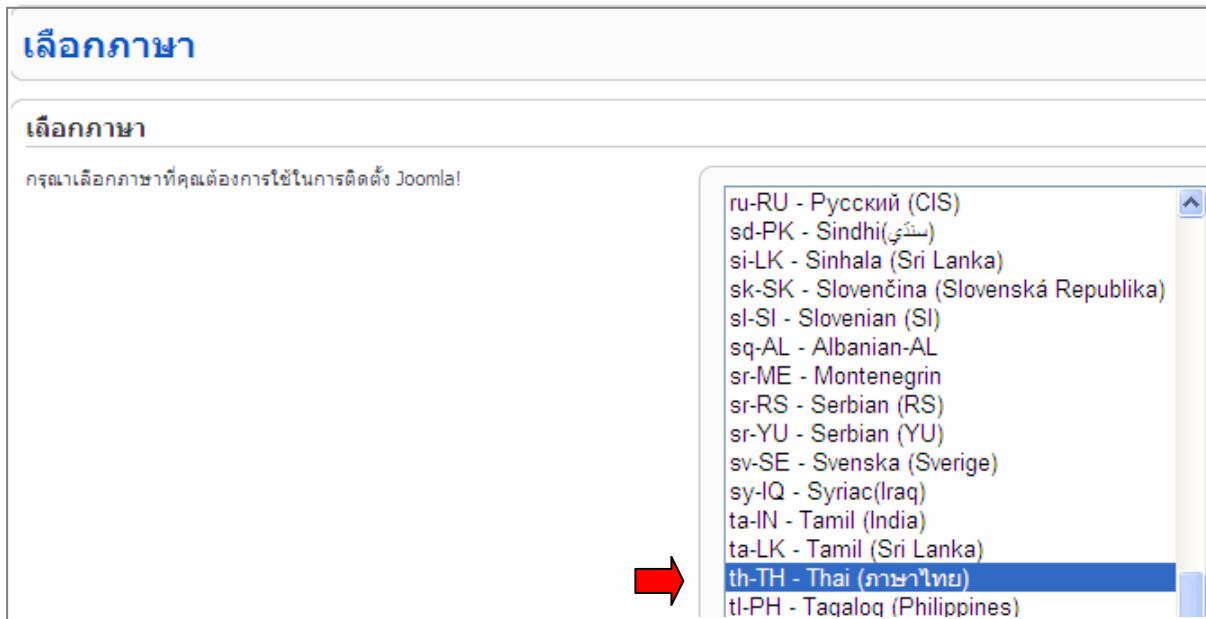 เลือกภาษา
เลือกภาษา
กรุณาเลือกภาษาที่คุณต้องการใช้ในการติดตั้ง Joomla!
ru-RU - Русский (CIS)
sd-PK - Sindhi(سنڌي)
si-LK - Sinhala (Sri Lanka)
sk-SK - Slovenčina (Slovenská Republika)
sl-SI - Slovenian (SI)
sq-AL - Albanian-AL
sr-ME - Montenegrin
sr-RS - Serbian (RS)
sr-YU - Serbian (YU)
sv-SE - Svenska (Sverige)
sy-IQ - Syriac(Iraq)
ta-IN - Tamil (India)
ta-LK - Tamil (Sri Lanka)
th-TH - Thai (ภาษาไทย)
tl-PH - Tagalog (Philippines)